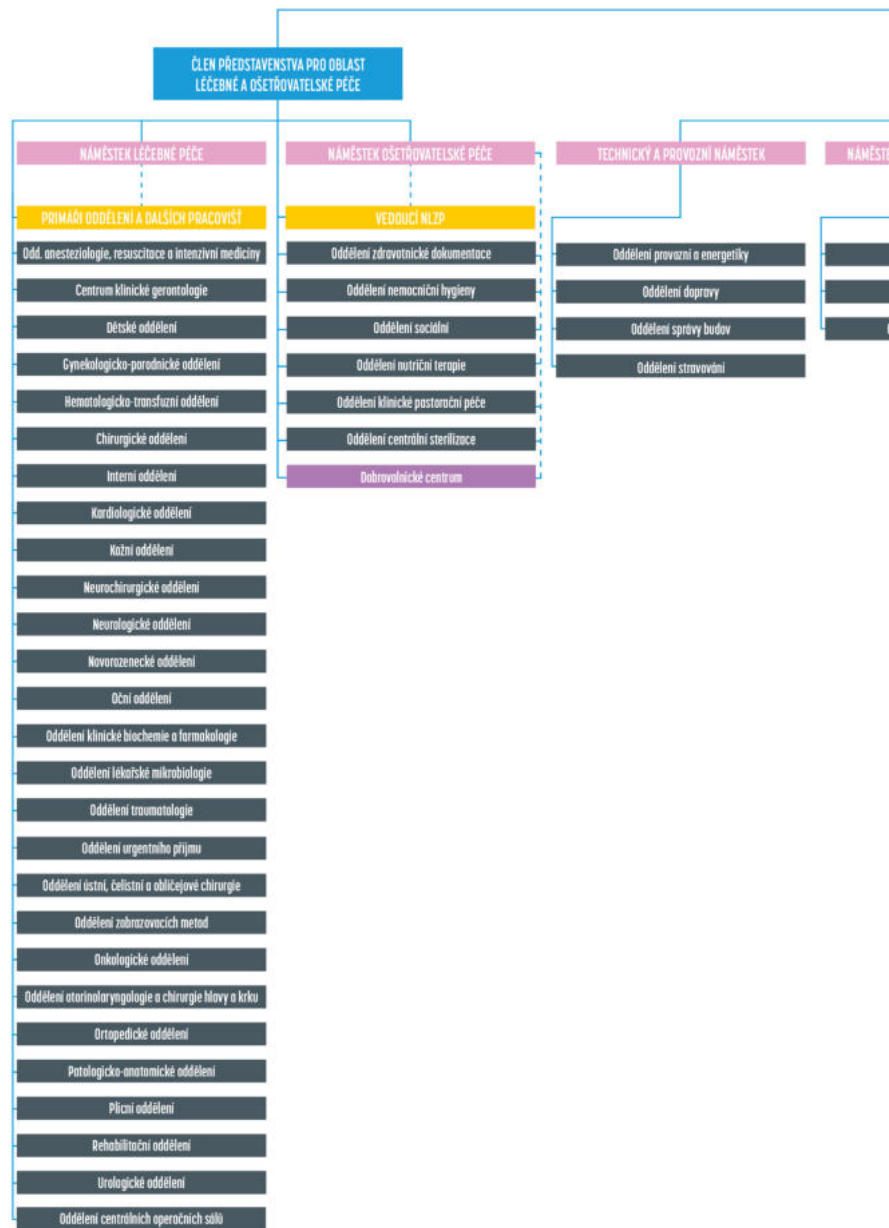 ČLEN PŘEDSTAVENSTVA PRO OBLAST
LÉČEBNÉ A OŠETŘOVATELSKÉ PÉČE
NÁMĚSTEK LÉČEBNÉ PÉČE
PRIMÁŘI ODDĚLENÍ A DALŠÍCH PRACOVIŠŤ
Odd. anesteziologie, resuscitace a intenzivní medicíny
Centrum klinické gerontologie
Dětské oddělení
Gynekologicko-porodnické oddělení
Hematologicko-transfuzní oddělení
Chirurgické oddělení
Interní oddělení
Kardiologické oddělení
Kožní oddělení
Neurochirurgické oddělení
Neurologické oddělení
Novorozenecké oddělení
Oční oddělení
Oddělení klinické biochemie a farmakologie
Oddělení lékařské mikrobiologie
Oddělení traumatologie
Oddělení urgentního příjmu
Oddělení ústní, čelistní a obličejové chirurgie
Oddělení zobrazovacích metod
Onkologické oddělení
Oddělení otorinolaryngologie a chirurgie hlavy a krku
Ortopedické oddělení
Patologicko-anatomické oddělení
Plicní oddělení
Rehabilitační oddělení
Urologické oddělení
Oddělení centrálních operačních sálů
NÁMĚSTEK OŠETŘOVATELSKÉ PÉČE
VEDOUCÍ NLZP
Oddělení zdravotnické dokumentace
Oddělení nemocniční hygieny
Oddělení sociální
Oddělení nutriční terapie
Oddělení klinické pastorační péče
Oddělení centrální sterilizace
Dobrovolnické centrum
TECHNICKÝ A PROVOZNÍ NÁMĚSTEK
Oddělení provozní a energetiky
Oddělení dopravy
Oddělení správy budov
Oddělení stravování